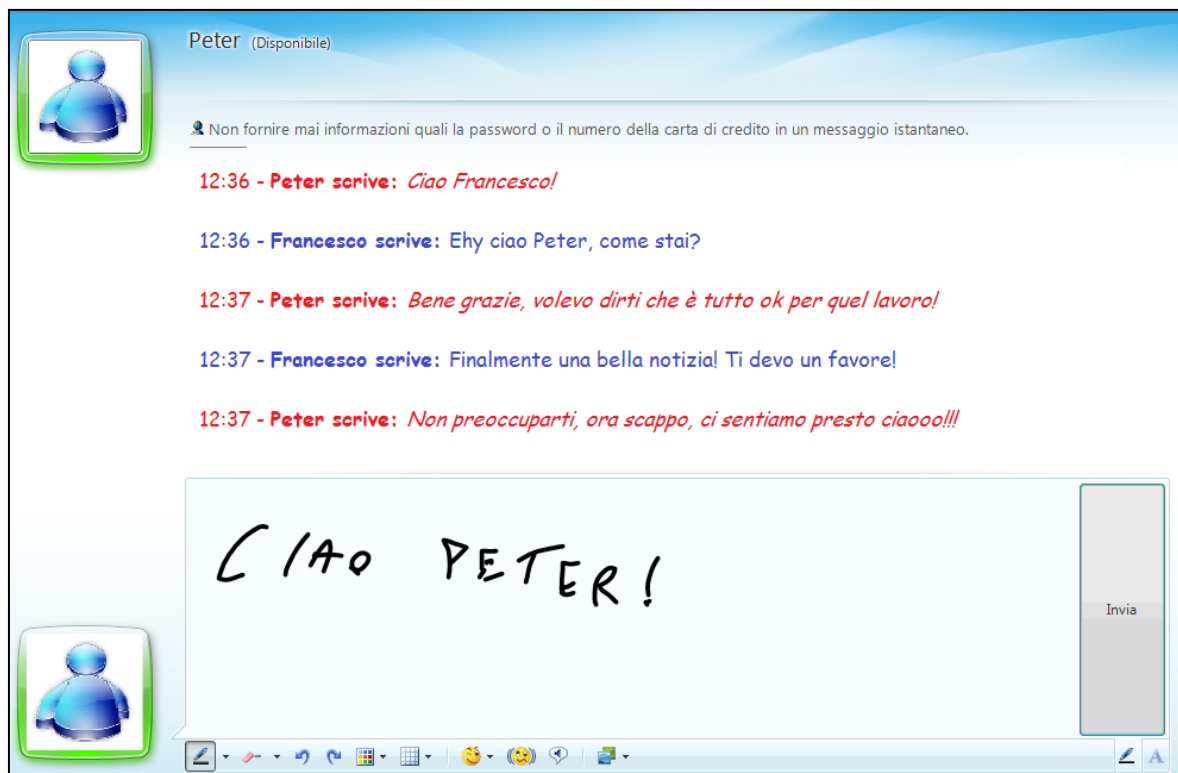 Peter (Disponibile)
Non fornire mai informazioni quali la password o il numero della carta di credito in un messaggio istantaneo.
12:36 - Peter scrive: Ciao Francesco!
12:36 - Francesco scrive: Ehy ciao Peter, come stai?
12:37 - Peter scrive: Bene grazie, volevo dirti che è tutto ok per quel lavoro!
12:37 - Francesco scrive: Finalmente una bella notizia! Ti devo un favore!
12:37 - Peter scrive: Non preoccuparti, ora scappo, ci sentiamo presto ciaooo!!!
CIAO PETER!
Invia
A